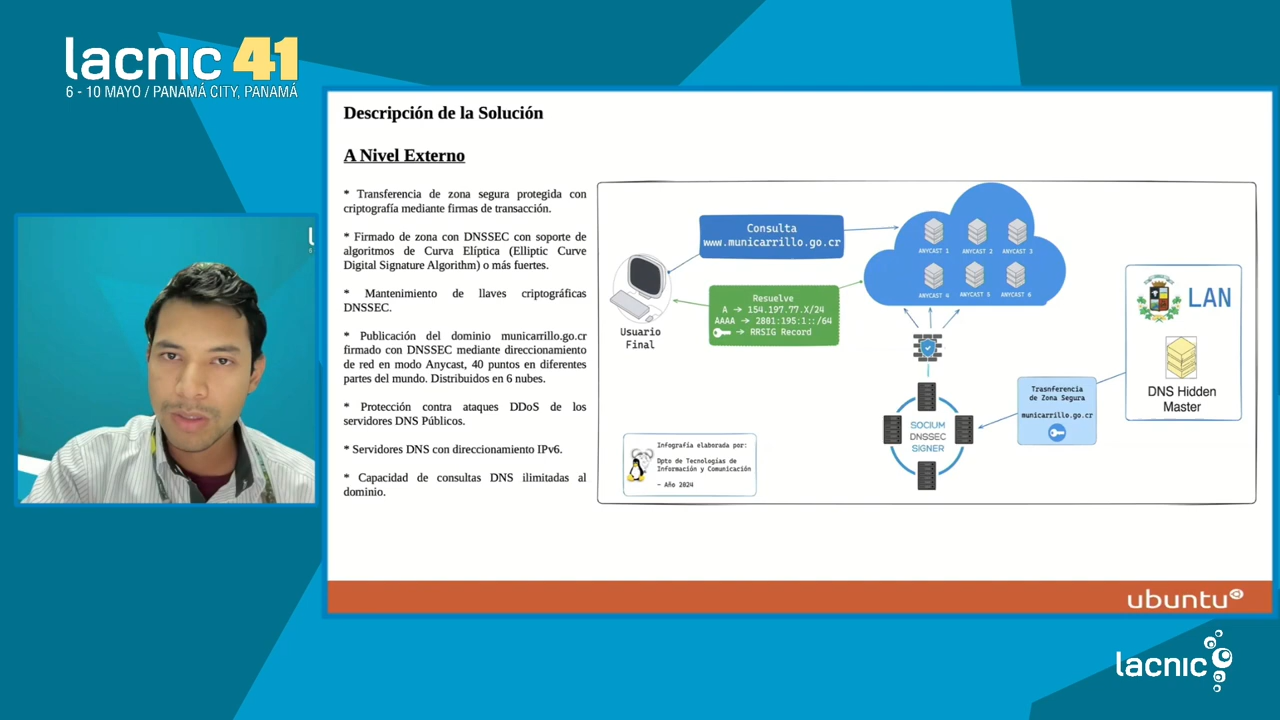 lacnic 41
6 - 10 MAYO / PANAMÁ CITY, PANAMÁ
Descripción de la Solución
A Nivel Externo
* Transferencia de zona segura protegida con
criptografía mediante firmas de transacción.
* Firmado de zona con DNSSEC con soporte de
algoritmos de Curva Elíptica (Elliptic Curve
Digital Signature Algorithm) o más fuertes.
* Mantenimiento de llaves criptográficas
DNSSEC.
* Publicación del dominio municarrillo.go.cr
firmado con DNSSEC mediante direccionamiento
de red en modo Anycast, 40 puntos en diferentes
partes del mundo. Distribuidos en 6 nubes.
* Protección contra ataques DDoS de los
servidores DNS Públicos.
* Servidores DNS con direccionamiento IPv6.
* Capacidad de consultas DNS ilimitadas al
dominio.
Consulta
www.municarrillo.go.cr
ANYCAST 1 ANYCAST 2 ANYCAST 3
ANYCAST 4 ANYCAST 5 ANYCAST 6
Resuelve
A → 154.197.77.X/24
AAAA → 2801:195:1::/64
→ RRSIG Record
Usuario
Final
LAN
DNS Hidden
Master
Trasnferencia
de Zona Segura
municarrillo.go.cr
SOCIUM
DNSSEC
SIGNER
Infografía elaborada por:
Dpto de Tecnologías de
Información y Comunicación
- Año 2024
ubuntu
lacnic